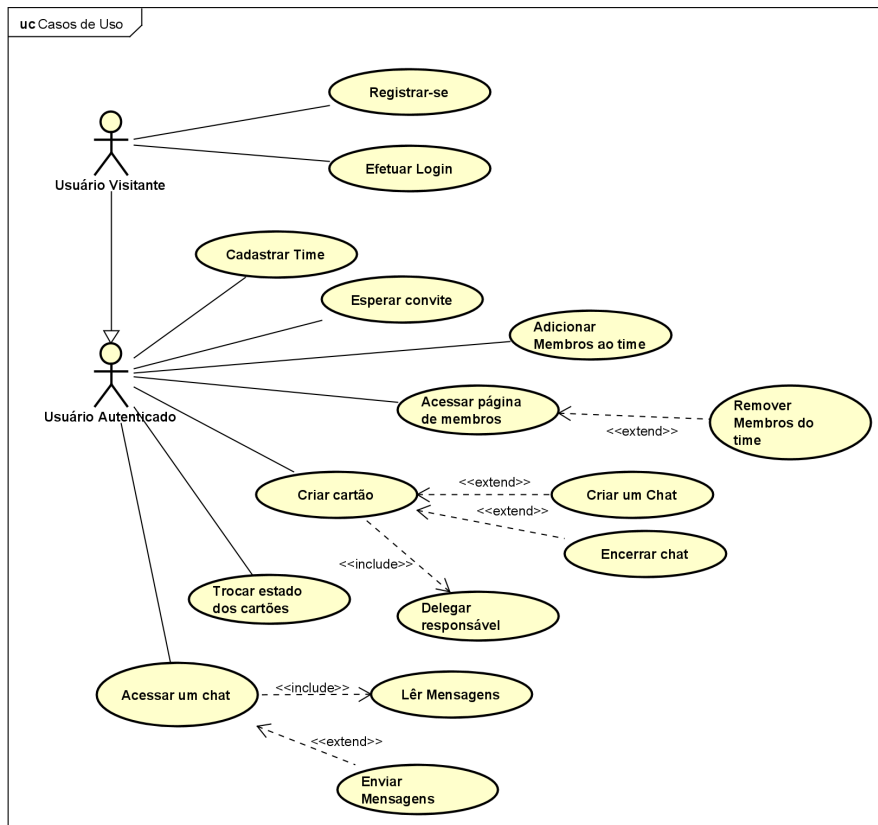 uc Casos de Uso
Registrar-se
Efetuar Login
Usuário Visitante
Cadastrar Time
Esperar convite
Adicionar
Membros ao time
Usuário Autenticado
Acessar página
de membros
<<extend>>
Remover
Membros do
time
Criar cartão
<<extend>>
Criar um Chat
<<extend>>
Encerrar chat
<<include>>
Trocar estado
dos cartões
Delegar
responsável
Acessar um chat
<<include>>
Lêr Mensagens
<<extend>>
Enviar
Mensagens